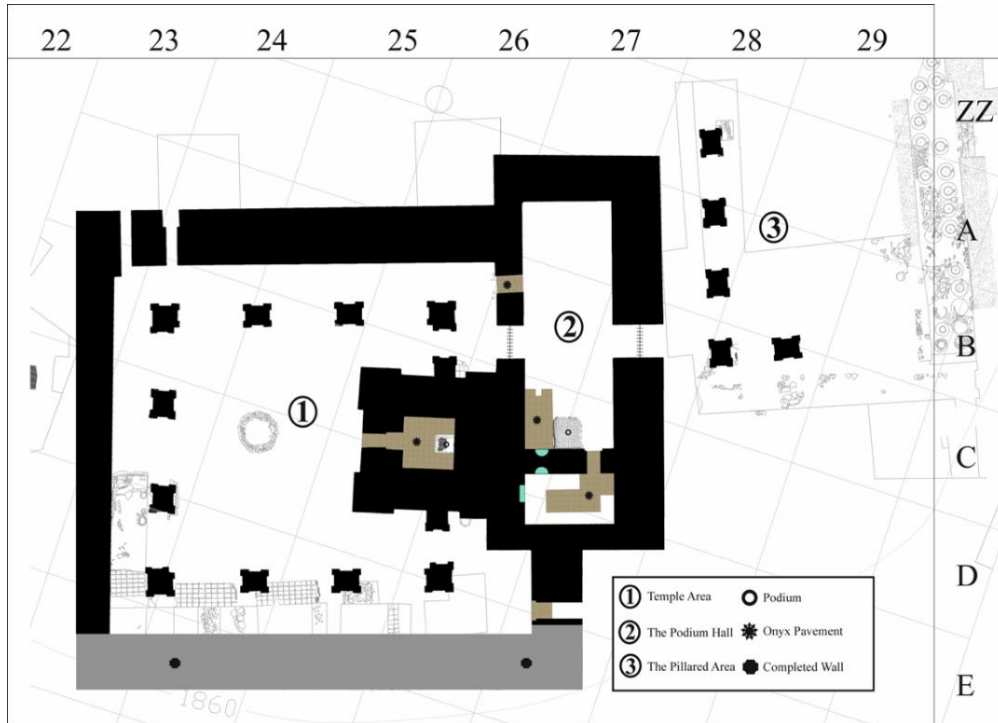 22 23 24 25 26 27 28 29
ZZ
A
3
B
2
1
C
D
1 Temple Area Podium
2 The Podium Hall Onyx Pavement
3 The Pillared Area Completed Wall
E
1860